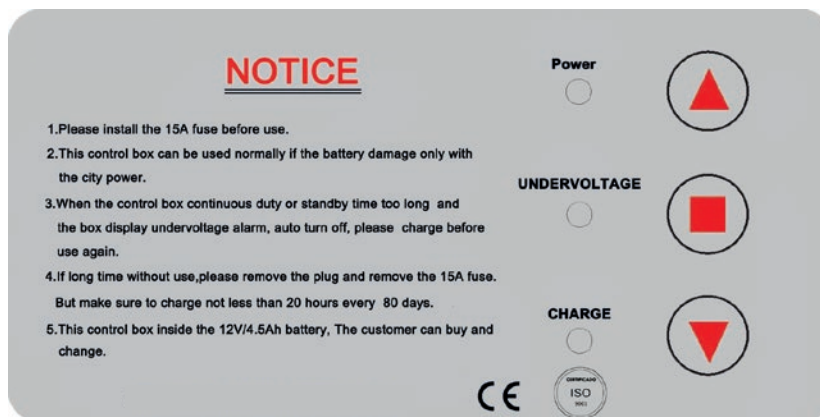 NOTICE
1.Please install the 15A fuse before use.
2.This control box can be used normally if the battery damage only with
the city power.
3.When the control box continuous duty or standby time too long and
the box display undervoltage alarm, auto turn off, please charge before
use again.
4.If long time without use,please remove the plug and remove the 15A fuse.
But make sure to charge not less than 20 hours every 80 days.
5.This control box inside the 12V/4.5Ah battery, The customer can buy and
change.
Power
UNDERVOLTAGE
CHARGE
CE
CERTIFICADO
ISO